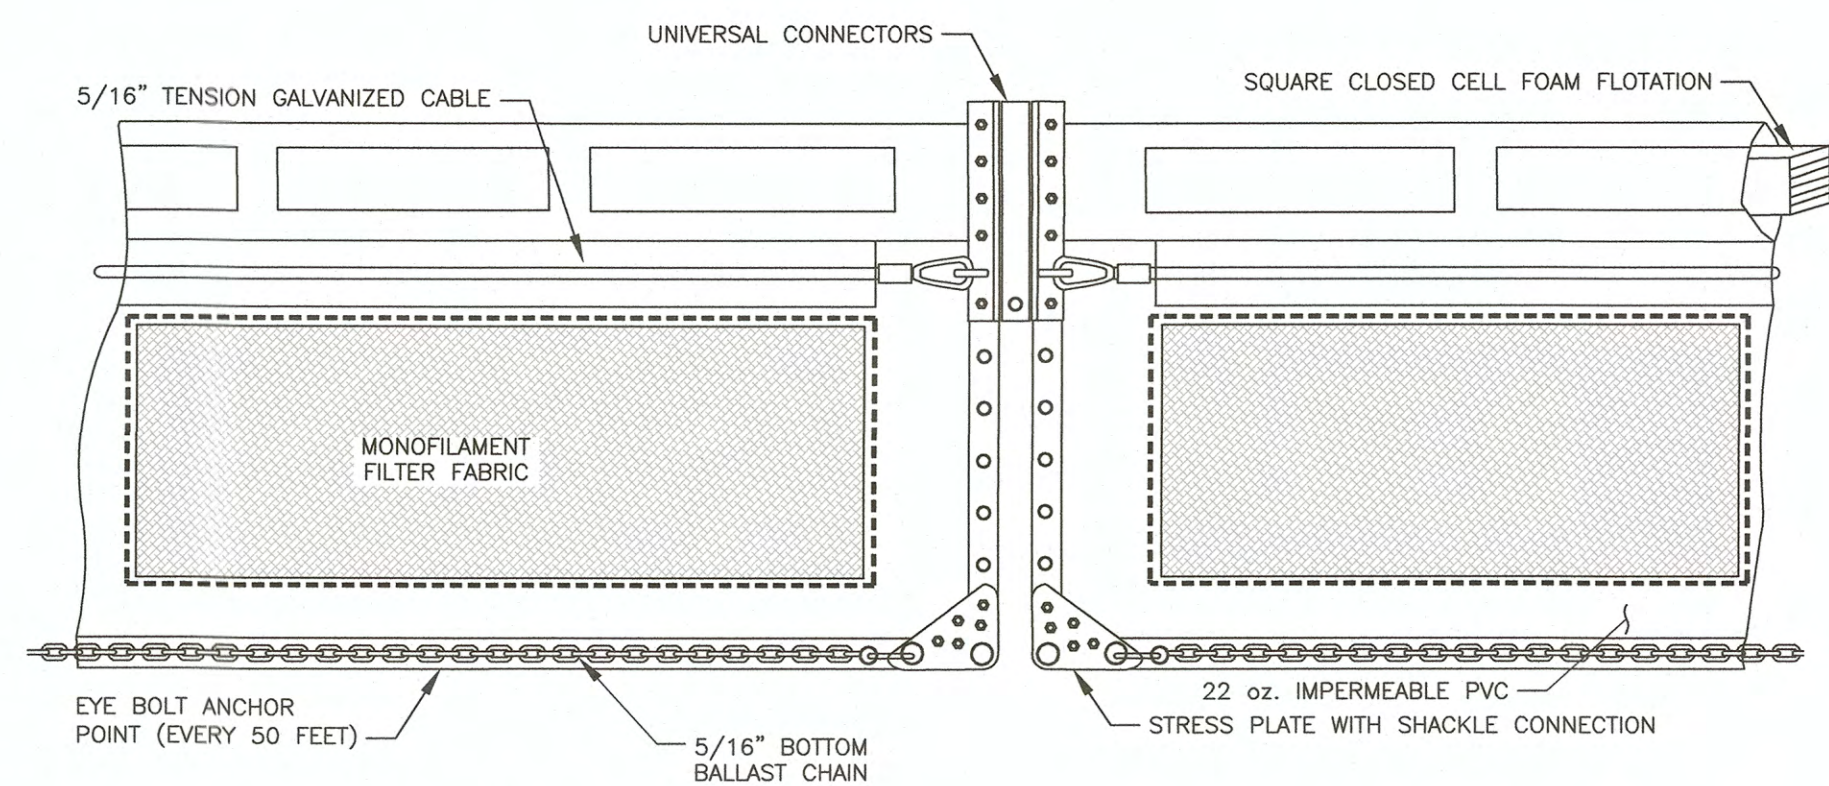 UNIVERSAL CONNECTORS
SQUARE CLOSED CELL FOAM FLOTATION
5/16" TENSION GALVANIZED CABLE
MONOFILAMENT
FILTER FABRIC
22 oz. IMPERMEABLE PVC
STRESS PLATE WITH SHACKLE CONNECTION
EYE BOLT ANCHOR
POINT (EVERY 50 FEET)
5/16" BOTTOM
BALLAST CHAIN